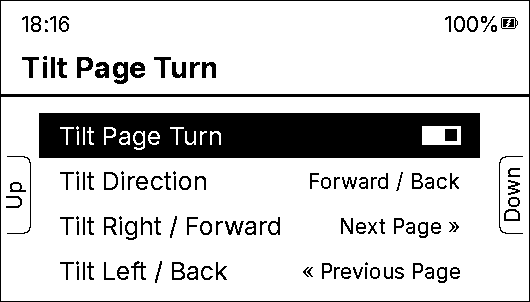 18:16 100%
Tilt Page Turn
Tilt Page Turn
Tilt Direction Forward / Back
Tilt Right / Forward Next Page »
Tilt Left / Back « Previous Page
Up
Down